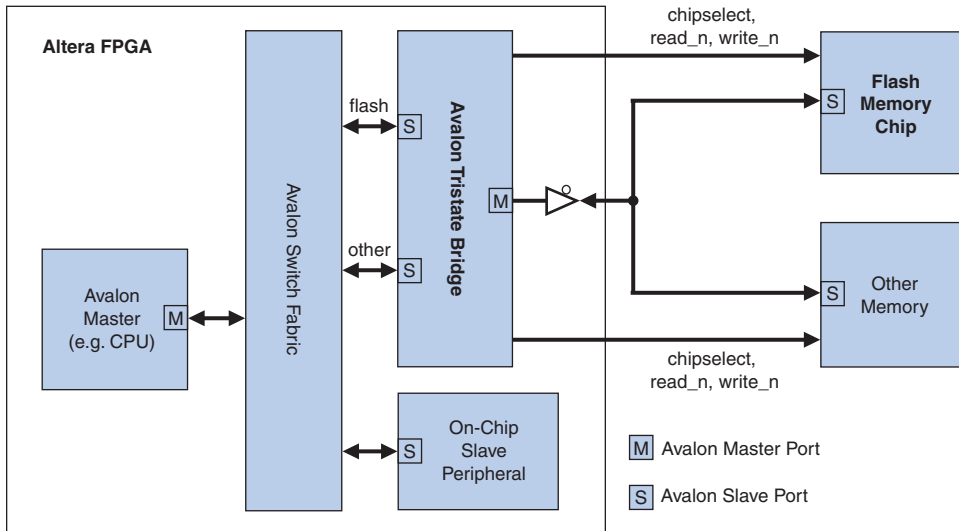 Altera FPGA
chipselect,
read_n, write_n
Flash
Memory
Chip
S
flash
S
Avalon Tristate Bridge
M
Avalon Switch Fabric
other
S
Other
Memory
S
Avalon
Master
(e.g. CPU)
M
chipselect,
read_n, write_n
On-Chip
Slave
Peripheral
S
M Avalon Master Port
S Avalon Slave Port